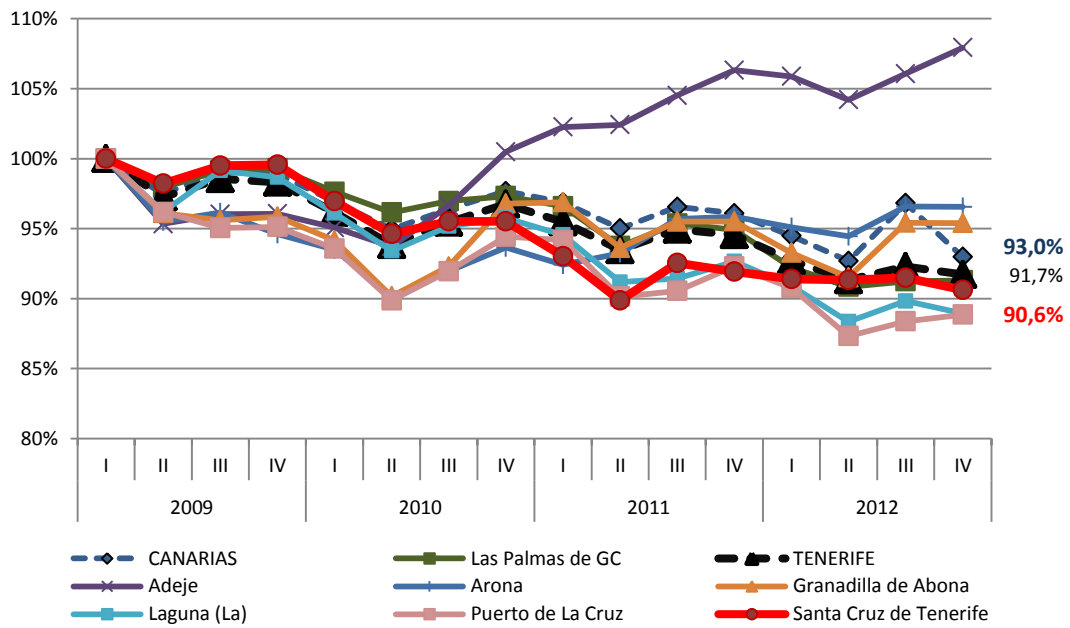 110%
105%
100%
95%
90%
85%
80%
93,0%
91,7%
90,6%
I II III IV I II III IV I II III IV I II III IV
2009 2010 2011 2012
CANARIAS Las Palmas de GC TENERIFE
Adeje Arona Granadilla de Abona
Laguna (La) Puerto de La Cruz Santa Cruz de Tenerife